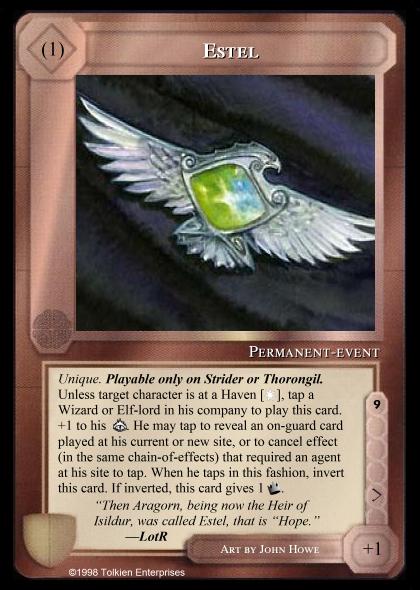 (1)
ESTEL
PERMANENT-EVENT
Unique. Playable only on Strider or Thorongil.
Unless target character is at a Haven [ ], tap a
Wizard or Elf-lord in his company to play this card.
+1 to his . He may tap to reveal an on-guard card
played at his current or new site, or to cancel effect
(in the same chain-of-effects) that required an agent
at his site to tap. When he taps in this fashion, invert
this card. If inverted, this card gives 1 .
“Then Aragorn, being now the Heir of
Isildur, was called Estel, that is “Hope.”
—LotR
9
>
ART BY JOHN HOWE
+1
©1998 Tolkien Enterprises